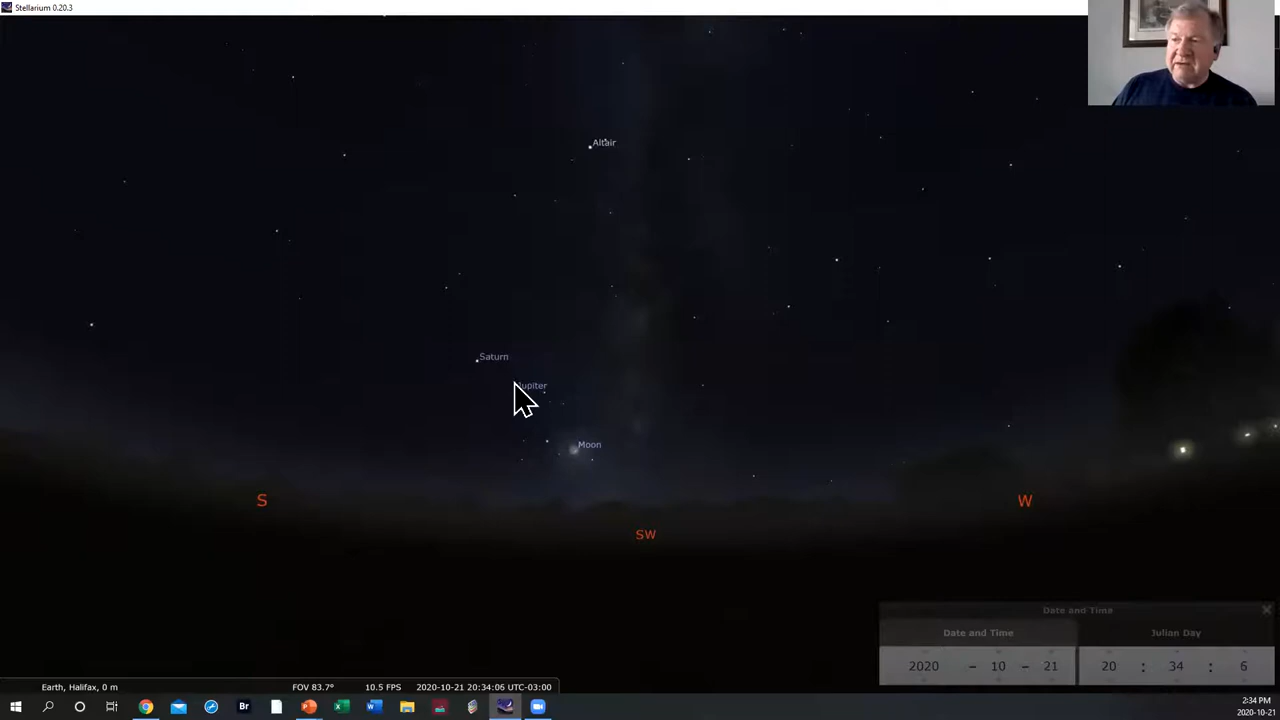 Stellarium 0.20.3
Altair
Saturn
Jupiter
Moon
S
W
SW
Date and Time
Date and Time
Julian Day
2020 - 10 - 21
20 : 34 : 6
Earth, Halifax, 0 m
FOV 83.7°
10.5 FPS
2020-10-21 20:34:06 UTC-03:00
Br
2:34 PM
2020-10-21